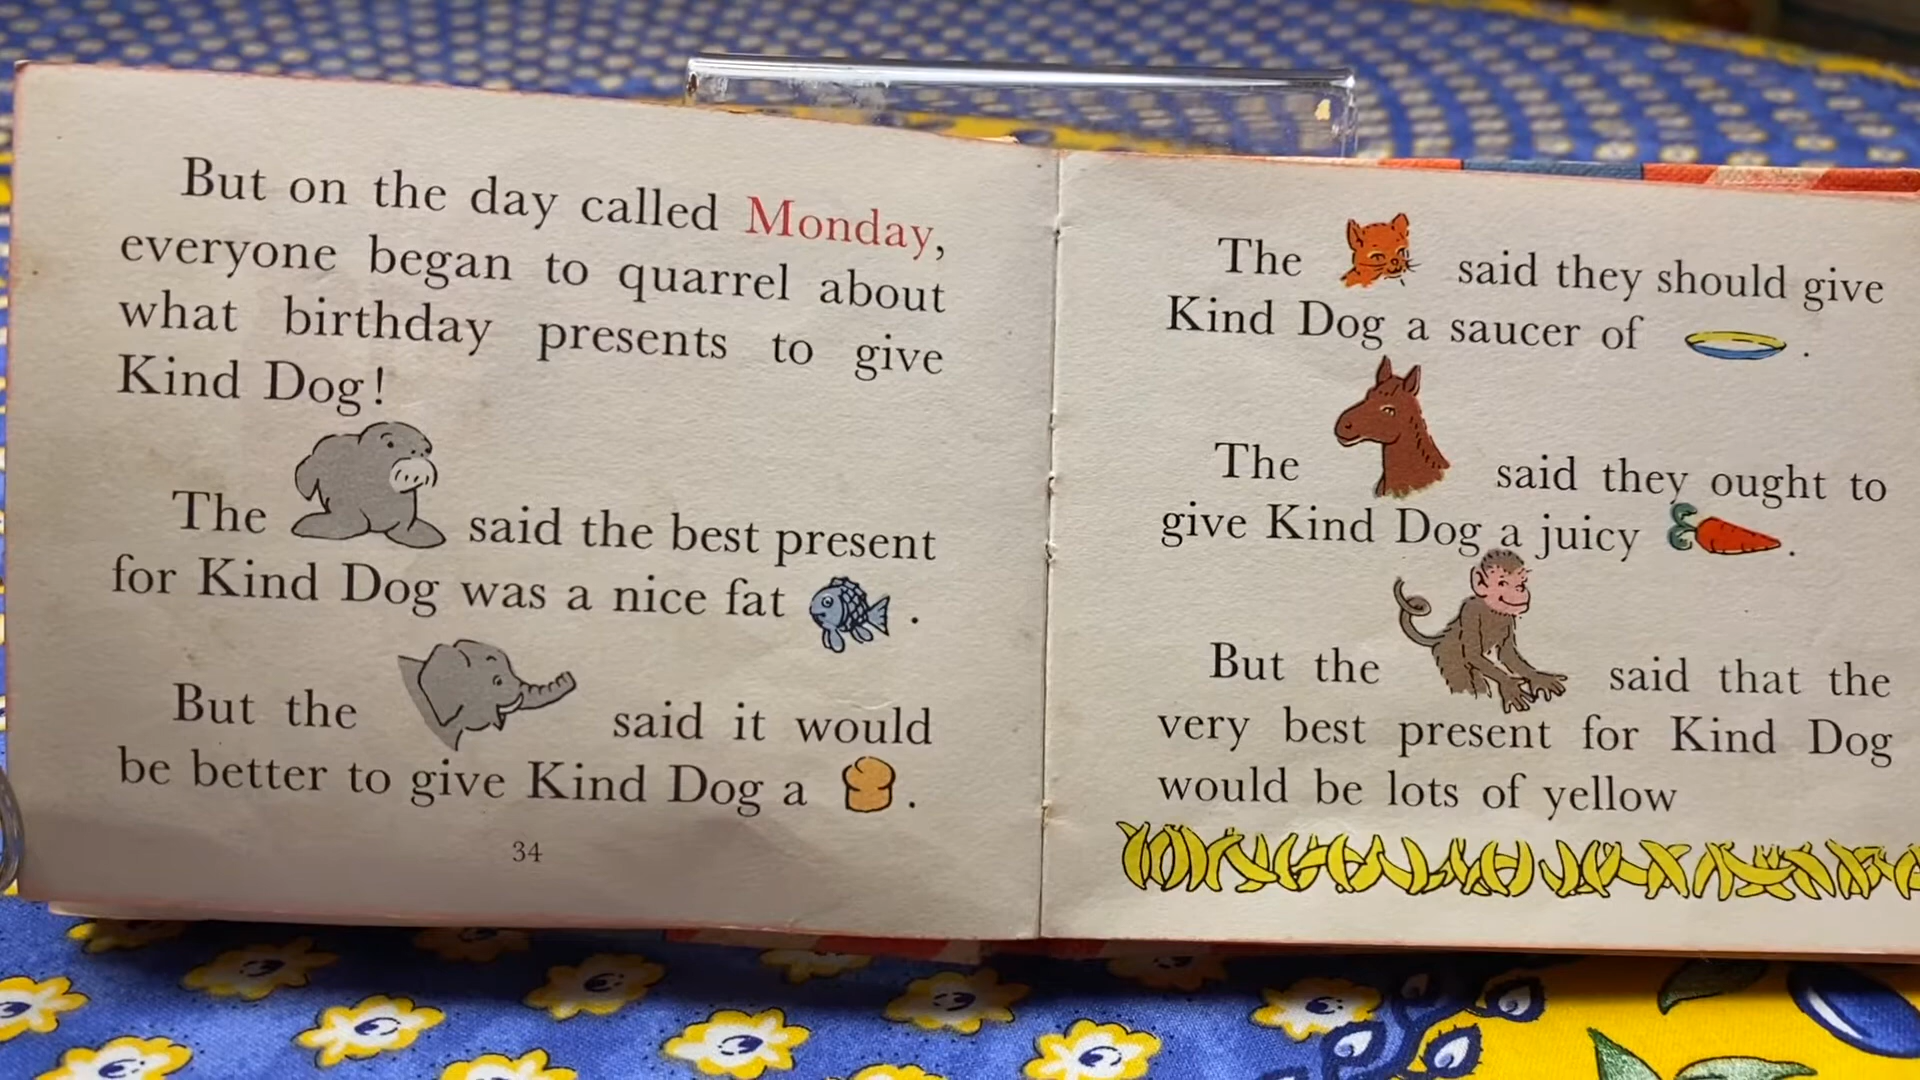 But on the day called Monday,
everyone began to quarrel about
what birthday presents to give
Kind Dog!
The said the best present
for Kind Dog was a nice fat .
But the said it would
be better to give Kind Dog a .
34
The said they should give
Kind Dog a saucer of .
The said they ought to
give Kind Dog a juicy .
But the said that the
very best present for Kind Dog
would be lots of yellow